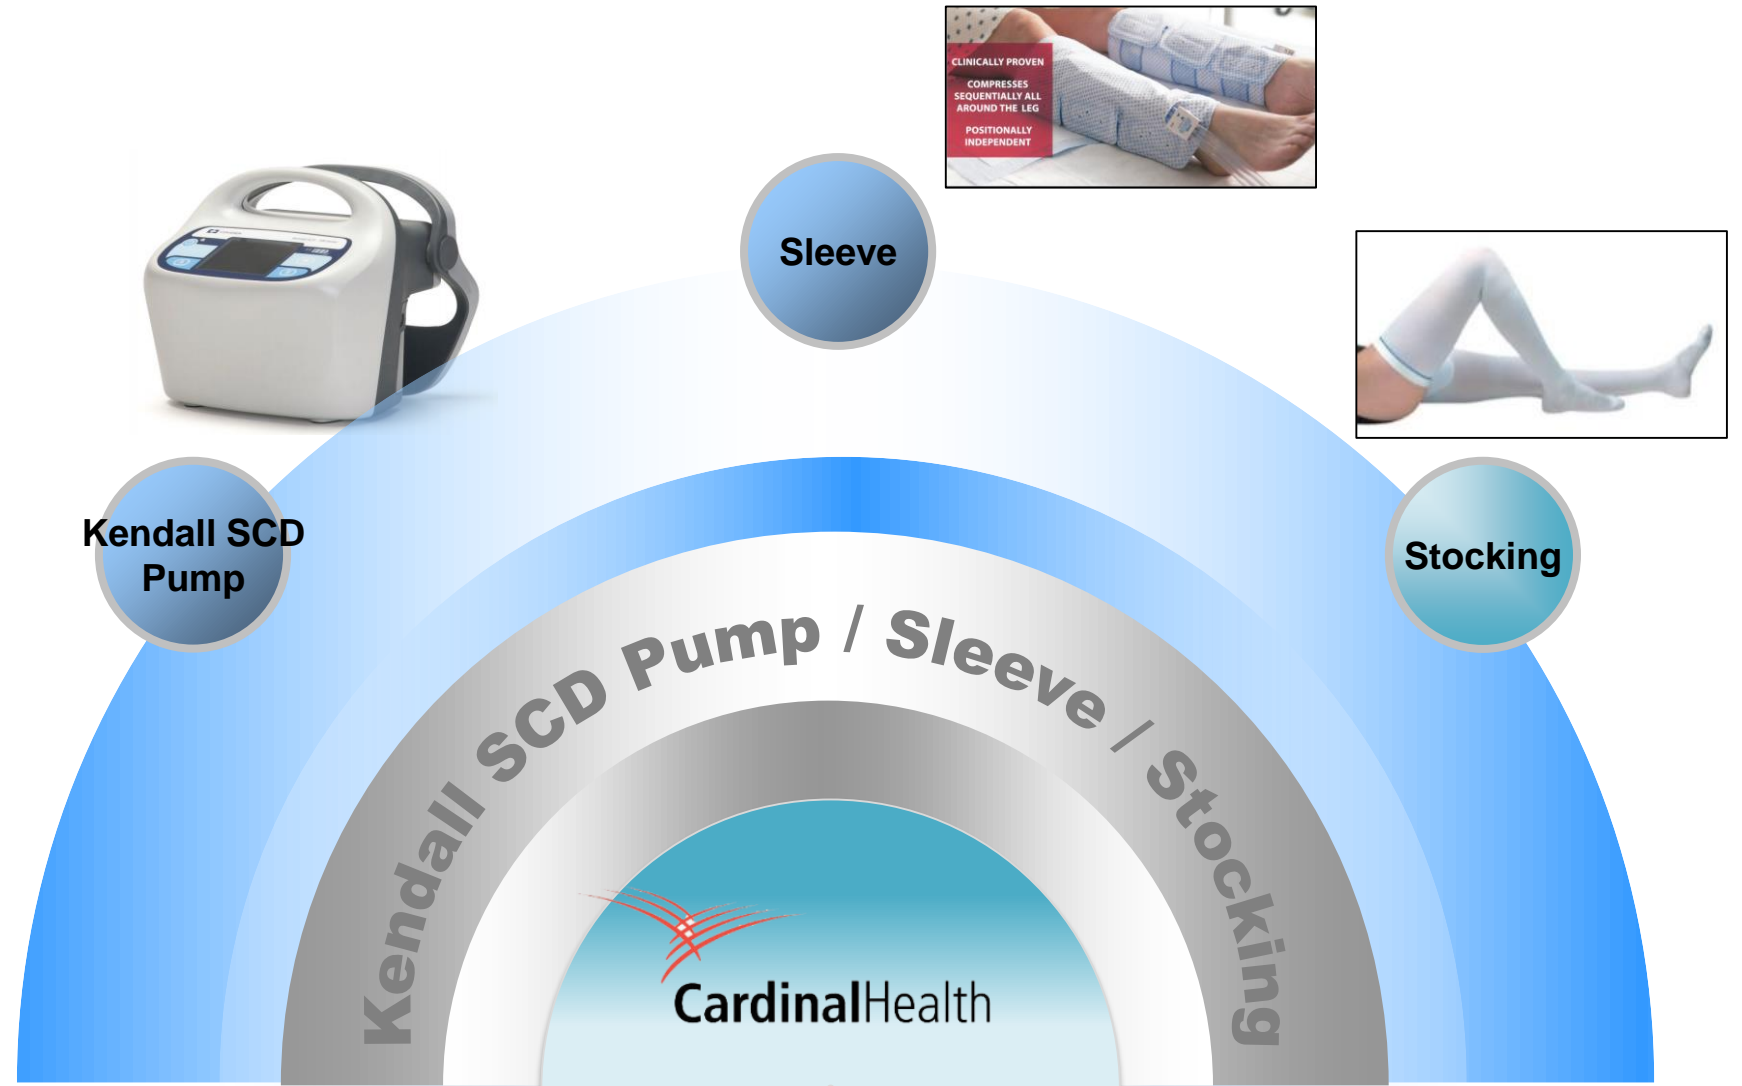 CLINICALLY PROVEN
COMPRESSES
SEQUENTIALLY ALL
AROUND THE LEG
POSITIONALLY
INDEPENDENT
Sleeve
Kendall SCD
Pump
Stocking
Kendall SCD Pump / Sleeve / Stocking
CardinalHealth